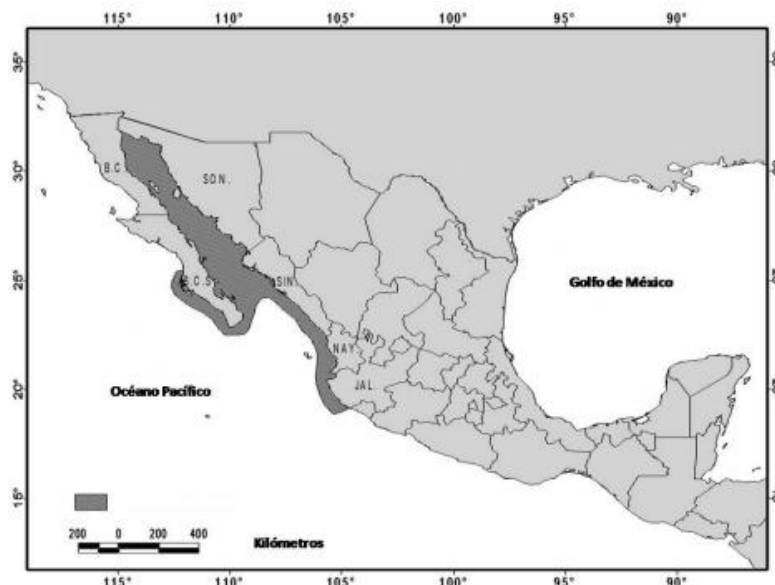 115° 110° 105° 100° 95° 90°
35°
30°
25°
20°
15°
B.C.
SON.
B.C.S.
SIN.
Golfo de México
NAY.
JAL.
Océano Pacífico
200 0 200 400
Kilómetros
115° 110° 105° 100° 95° 90°